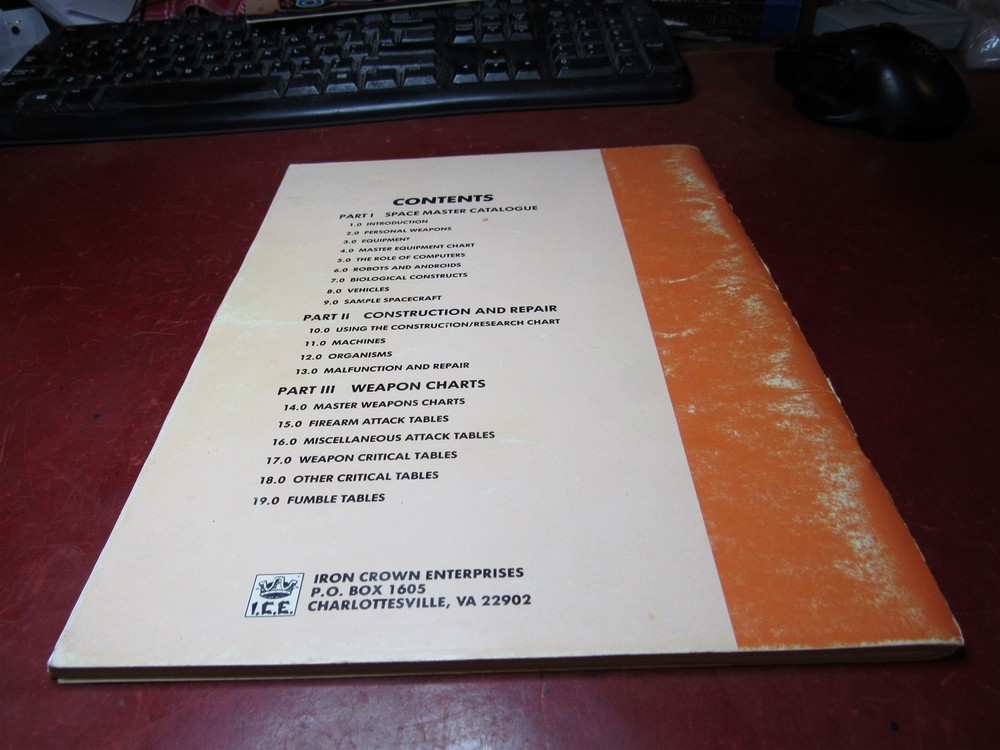 CONTENTS
PART I SPACE MASTER CATALOGUE
1.0 INTRODUCTION
2.0 PERSONAL WEAPONS
3.0 EQUIPMENT
4.0 MASTER EQUIPMENT CHART
5.0 THE ROLE OF COMPUTERS
6.0 ROBOTS AND ANDROIDS
7.0 BIOLOGICAL CONSTRUCTS
8.0 VEHICLES
9.0 SAMPLE SPACECRAFT
PART II CONSTRUCTION AND REPAIR
10.0 USING THE CONSTRUCTION/RESEARCH CHART
11.0 MACHINES
12.0 ORGANISMS
13.0 MALFUNCTION AND REPAIR
PART III WEAPON CHARTS
14.0 MASTER WEAPONS CHARTS
15.0 FIREARM ATTACK TABLES
16.0 MISCELLANEOUS ATTACK TABLES
17.0 WEAPON CRITICAL TABLES
18.0 OTHER CRITICAL TABLES
19.0 FUMBLE TABLES
I.C.E.
IRON CROWN ENTERPRISES
P.O. BOX 1605
CHARLOTTESVILLE, VA 22902